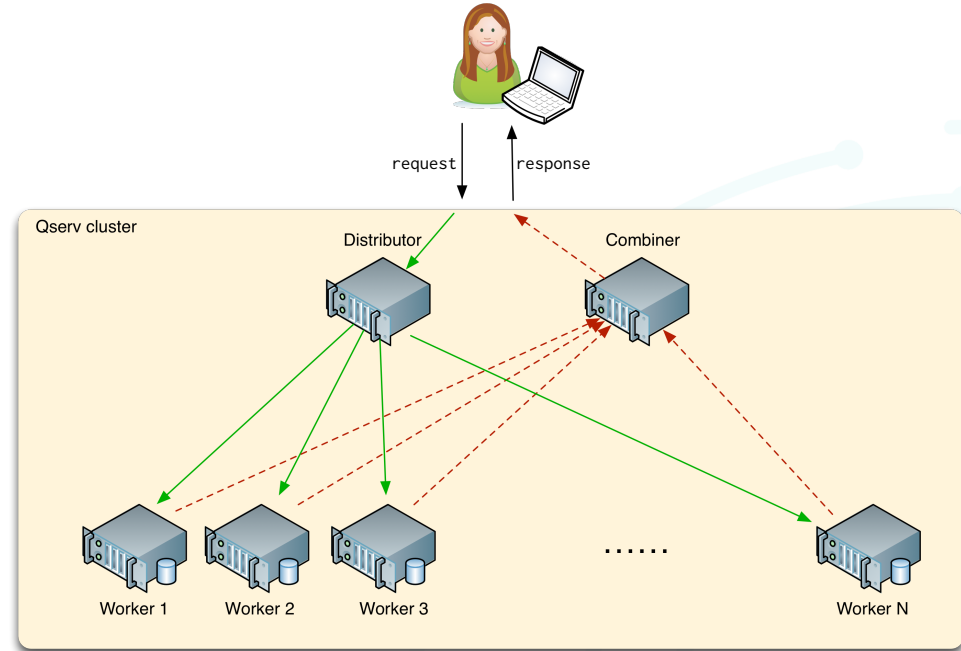 request
response
Qserv cluster
Distributor
Combiner
......
Worker 1
Worker 2
Worker 3
Worker N